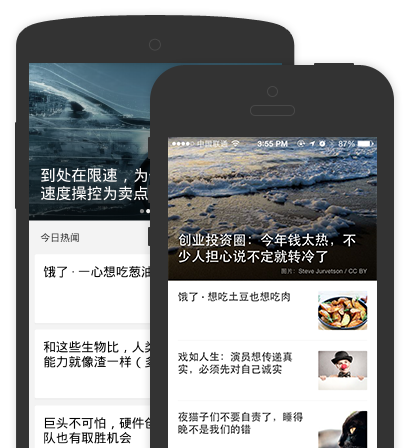 到处在限速，为
速度操控为卖点
今日热闻
饿了 · 一心想吃葱油
和这些生物比，人类
能力就像渣一样（多
巨头不可怕，硬件创
队也有取胜机会
中国联通
3:55 PM
87%
创业投资圈：今年钱太热，不
少人担心说不定就转冷了
图片：Steve Jurvetson / CC BY
饿了 · 想吃土豆也想吃肉
戏如人生：演员想传递真
实，必须先对自己诚实
夜猫子们不要自责了，睡得
晚不是我们的错